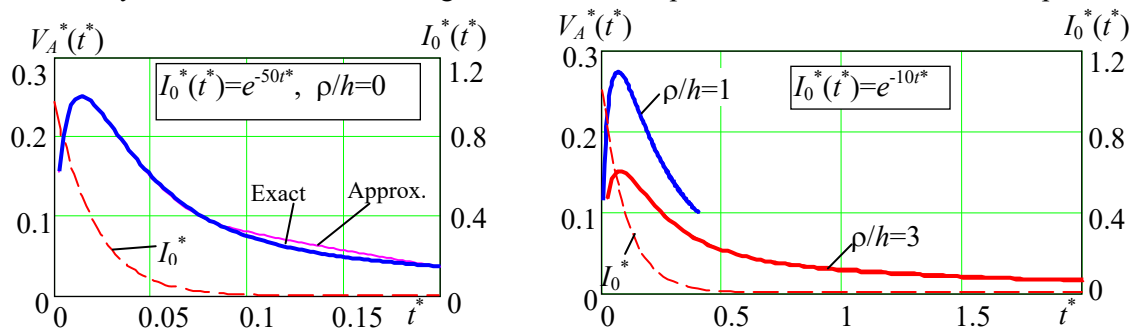 V_A*(t*)
I_0*(t*)
0.3
1.2
I_0*(t*)=e^-50t*, ρ/h=0
0.2
0.8
Exact
Approx.
0.1
0.4
I_0*
0
0
0
0.05
0.1
0.15
t*
V_A*(t*)
I_0*(t*)
0.3
1.2
ρ/h=1
I_0*(t*)=e^-10t*
0.2
0.8
0.1
0.4
ρ/h=3
I_0*
0
0
0
0.5
1
1.5
t*